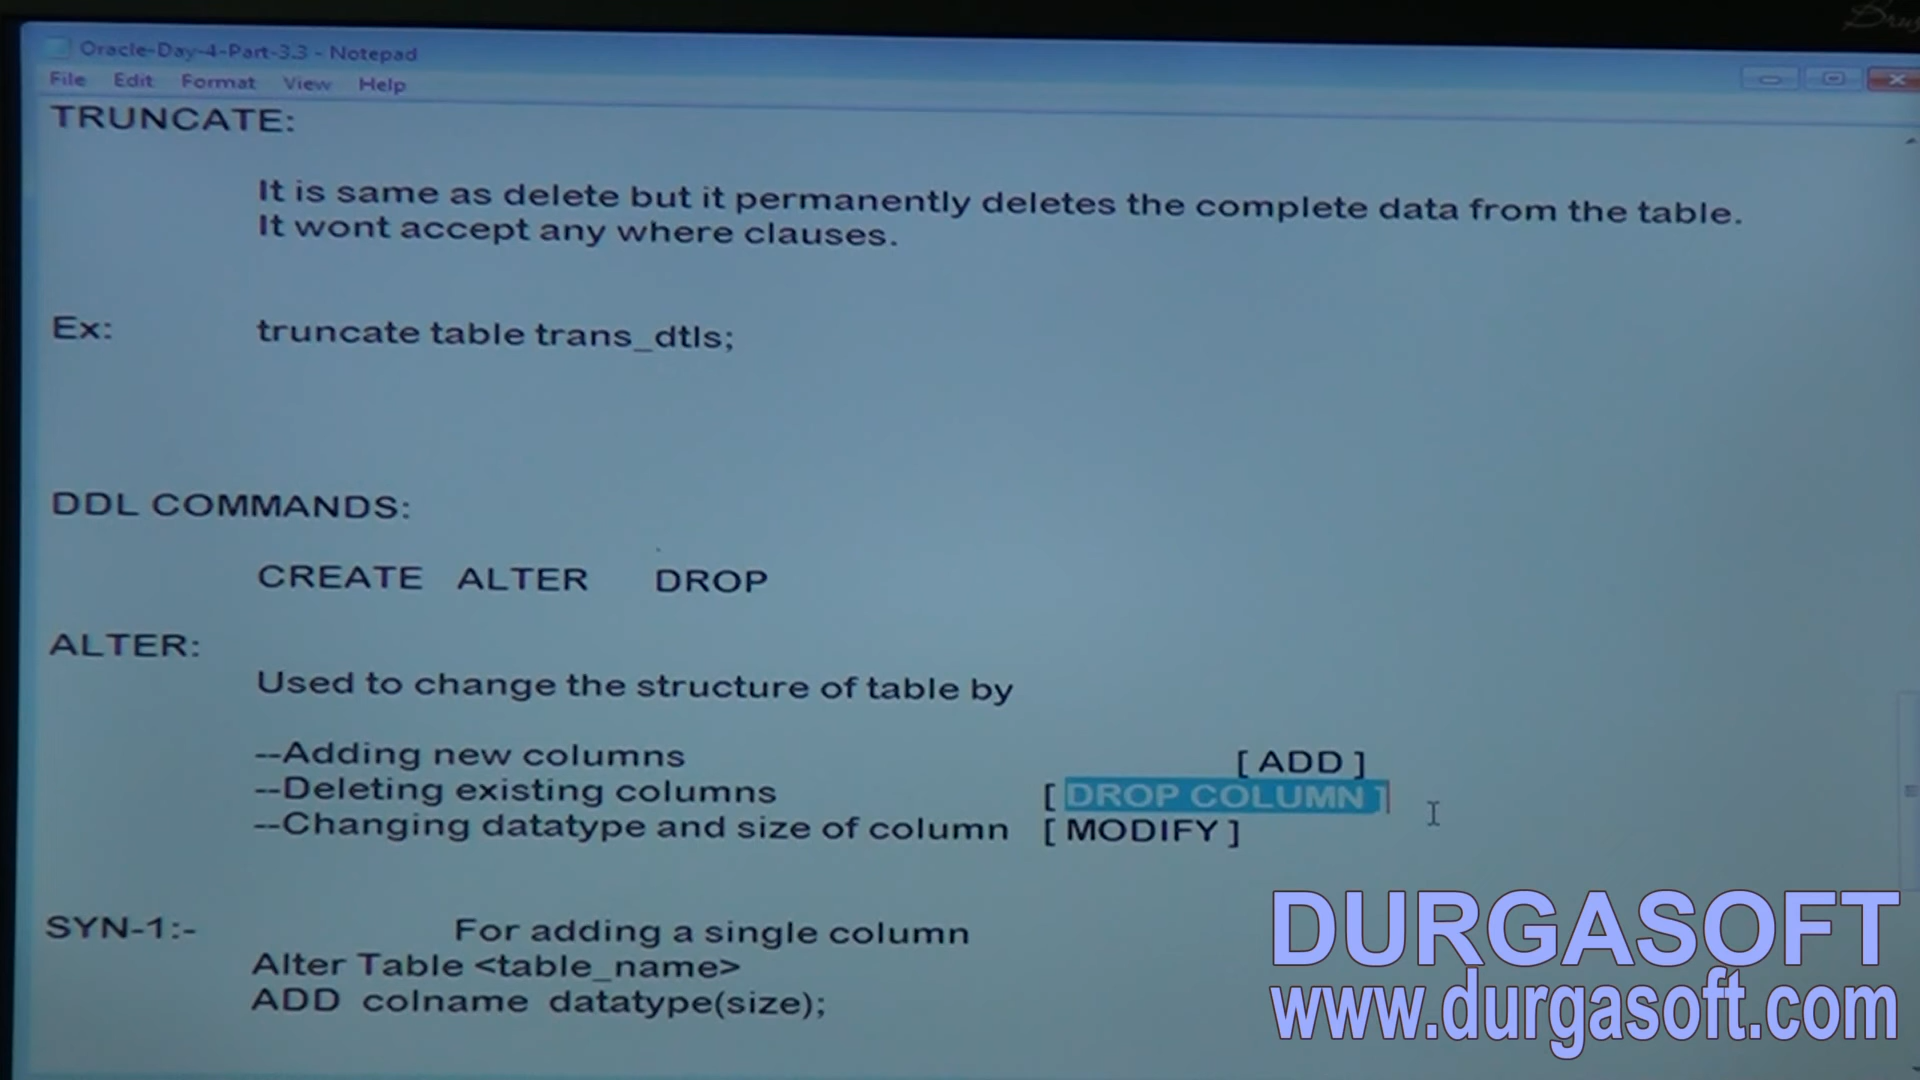 Oracle-Day-4-Part-3.3 - Notepad
File Edit Format View Help
TRUNCATE:
It is same as delete but it permanently deletes the complete data from the table.
It wont accept any where clauses.
Ex: truncate table trans_dtls;
DDL COMMANDS:
CREATE ALTER DROP
ALTER:
Used to change the structure of table by
--Adding new columns [ ADD ]
--Deleting existing columns [ DROP COLUMN ]
--Changing datatype and size of column [ MODIFY ]
SYN-1:- For adding a single column
Alter Table <table_name>
ADD colname datatype(size);
DURGASOFT
www.durgasoft.com